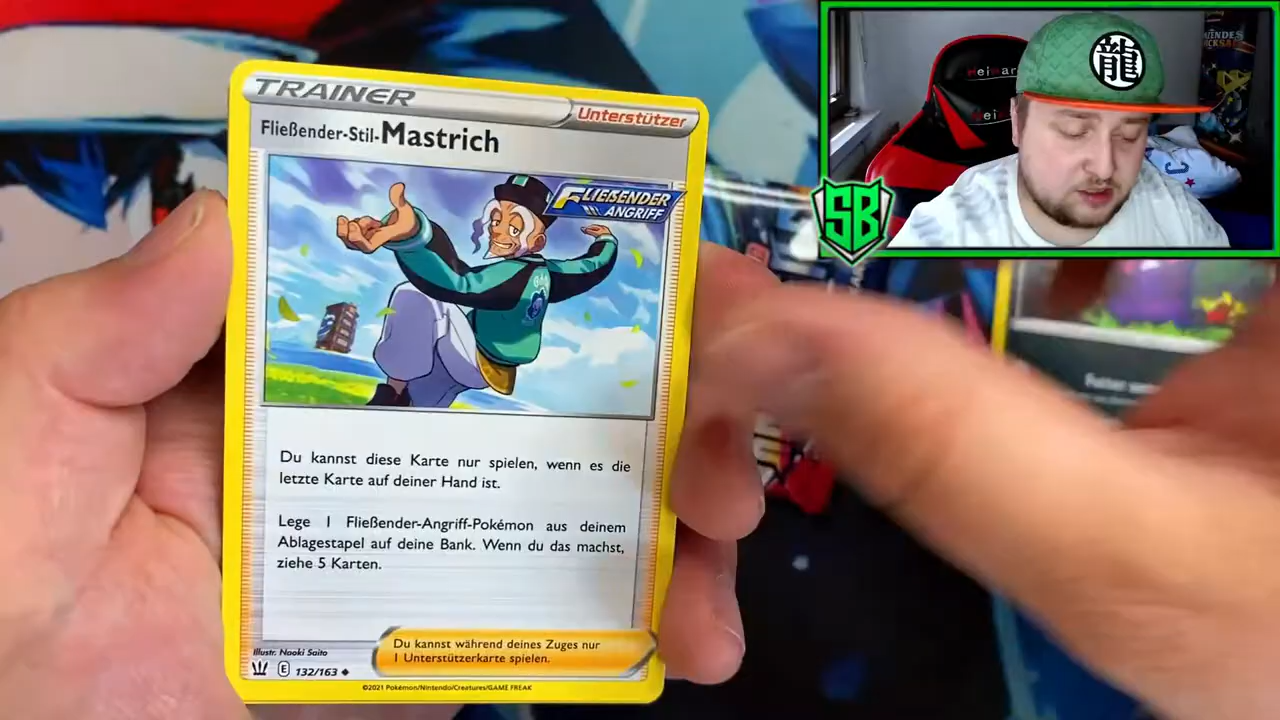 TRAINER
Unterstützer
Fließender-Stil-Mastrich
FLIEßENDER
ANGRIFF
Du kannst diese Karte nur spielen, wenn es die
letzte Karte auf deiner Hand ist.
Lege 1 Fließender-Angriff-Pokémon aus deinem
Ablagestapel auf deine Bank. Wenn du das machst,
ziehe 5 Karten.
Du kannst während deines Zuges nur
1 Unterstützerkarte spielen.
Illustr. Naoki Saito
E 132/163
©2021 Pokémon/Nintendo/Creatures/GAME FREAK
龍
SB